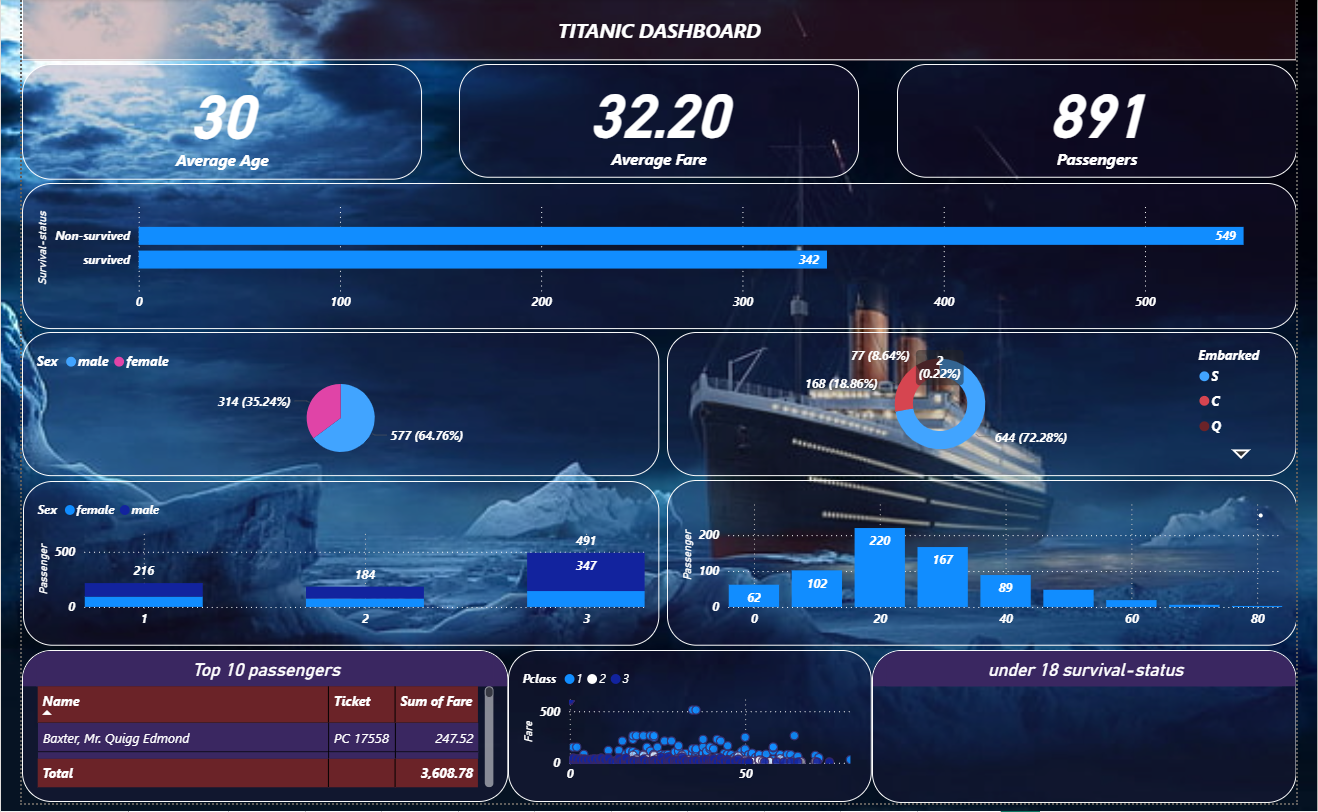 TITANIC DASHBOARD
30
Average Age
32.20
Average Fare
891
Passengers
Survival-status
Non-survived
549
survived
342
0 100 200 300 400 500
Sex male female
314 (35.24%)
577 (64.76%)
77 (8.64%)
2
(0.22%)
168 (18.86%)
644 (72.28%)
Embarked
S
C
Q
Sex female male
Passenger
500
0
216
184
491
347
1 2 3
Passenger
200
100
0
62
102
220
167
89
0 20 40 60 80
Top 10 passengers
Name Ticket Sum of Fare
Baxter, Mr. Quigg Edmond PC 17558 247.52
Total 3,608.78
Pclass 1 2 3
Fare
500
0
0 50
under 18 survival-status